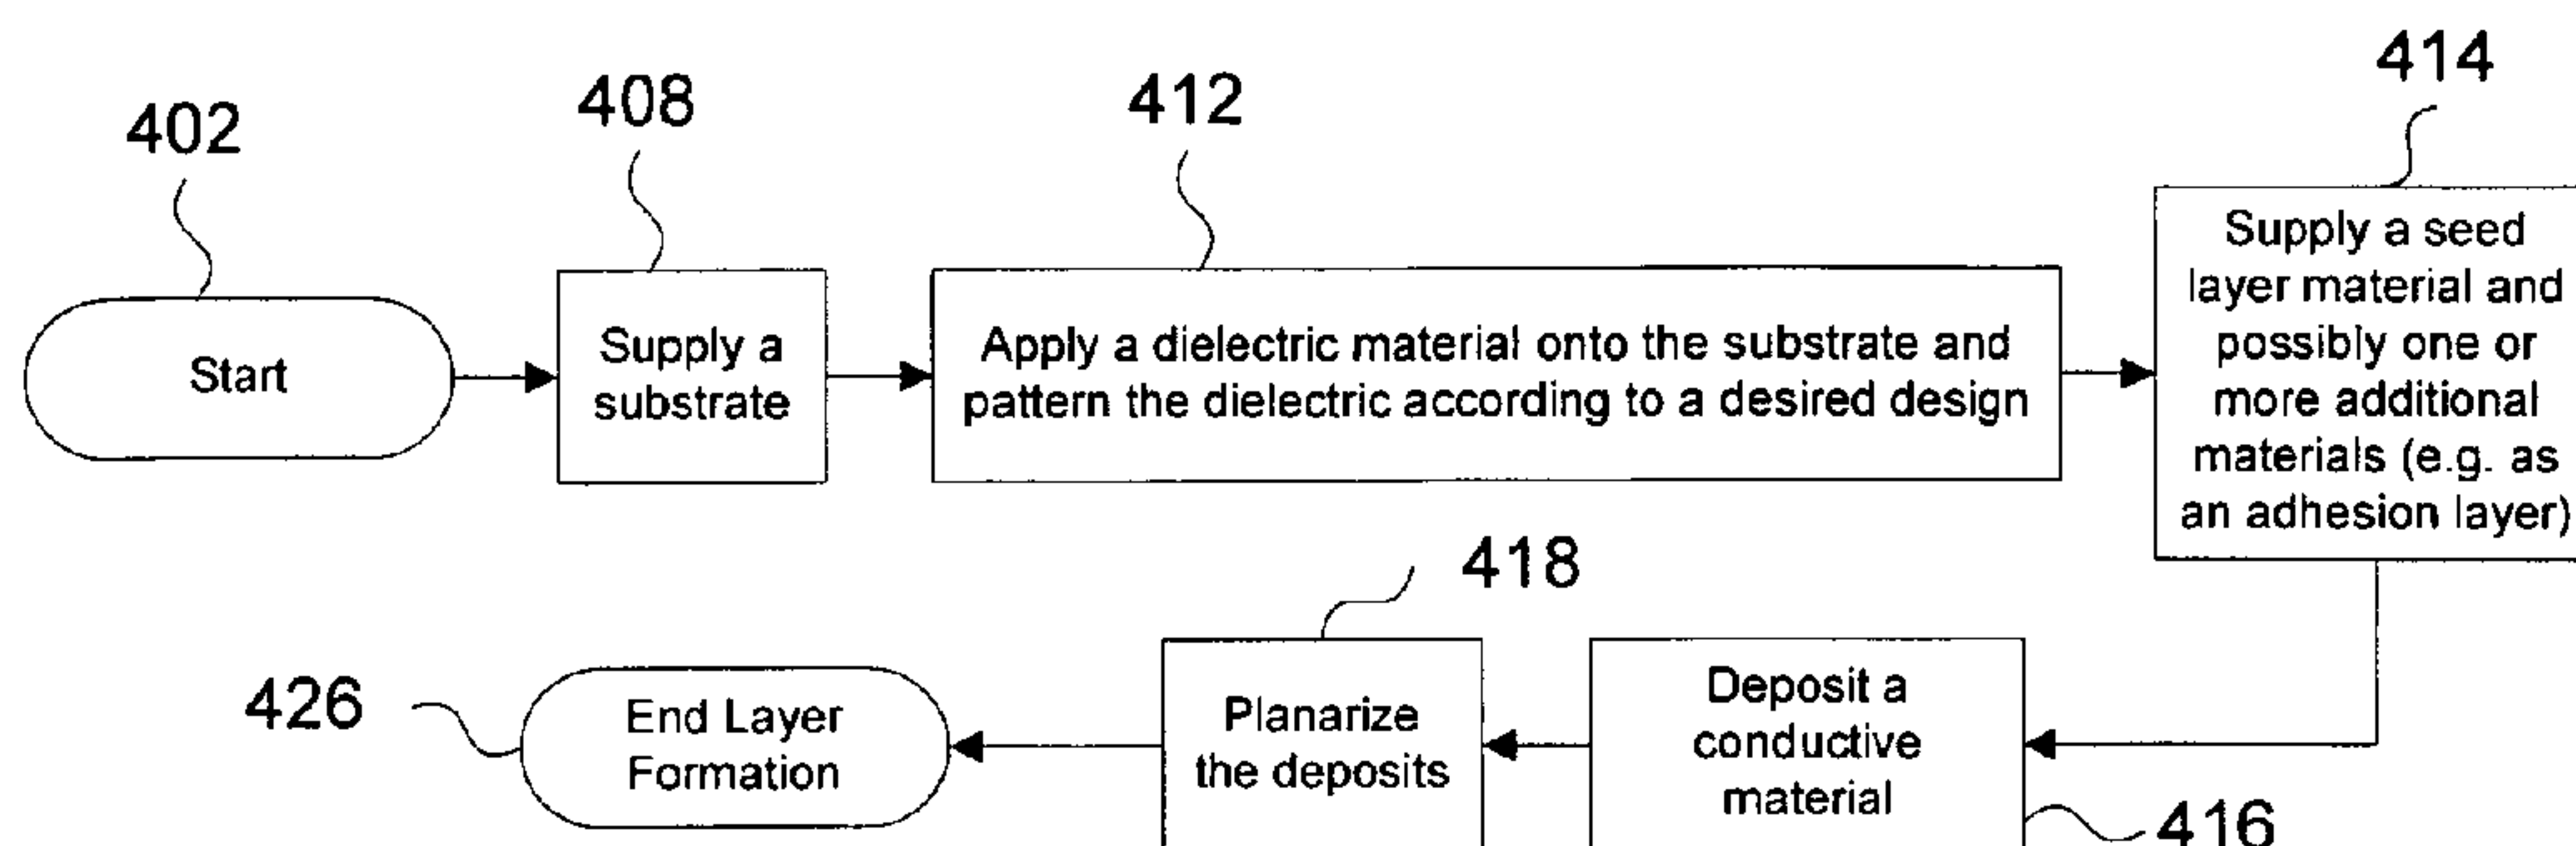 402
Start
408
Supply a
substrate
412
Apply a dielectric material onto the substrate and
pattern the dielectric according to a desired design
414
Supply a seed
layer material and
possibly one or
more additional
materials (e.g. as
an adhesion layer)
416
Deposit a
conductive
material
418
Planarize
the deposits
426
End Layer
Formation